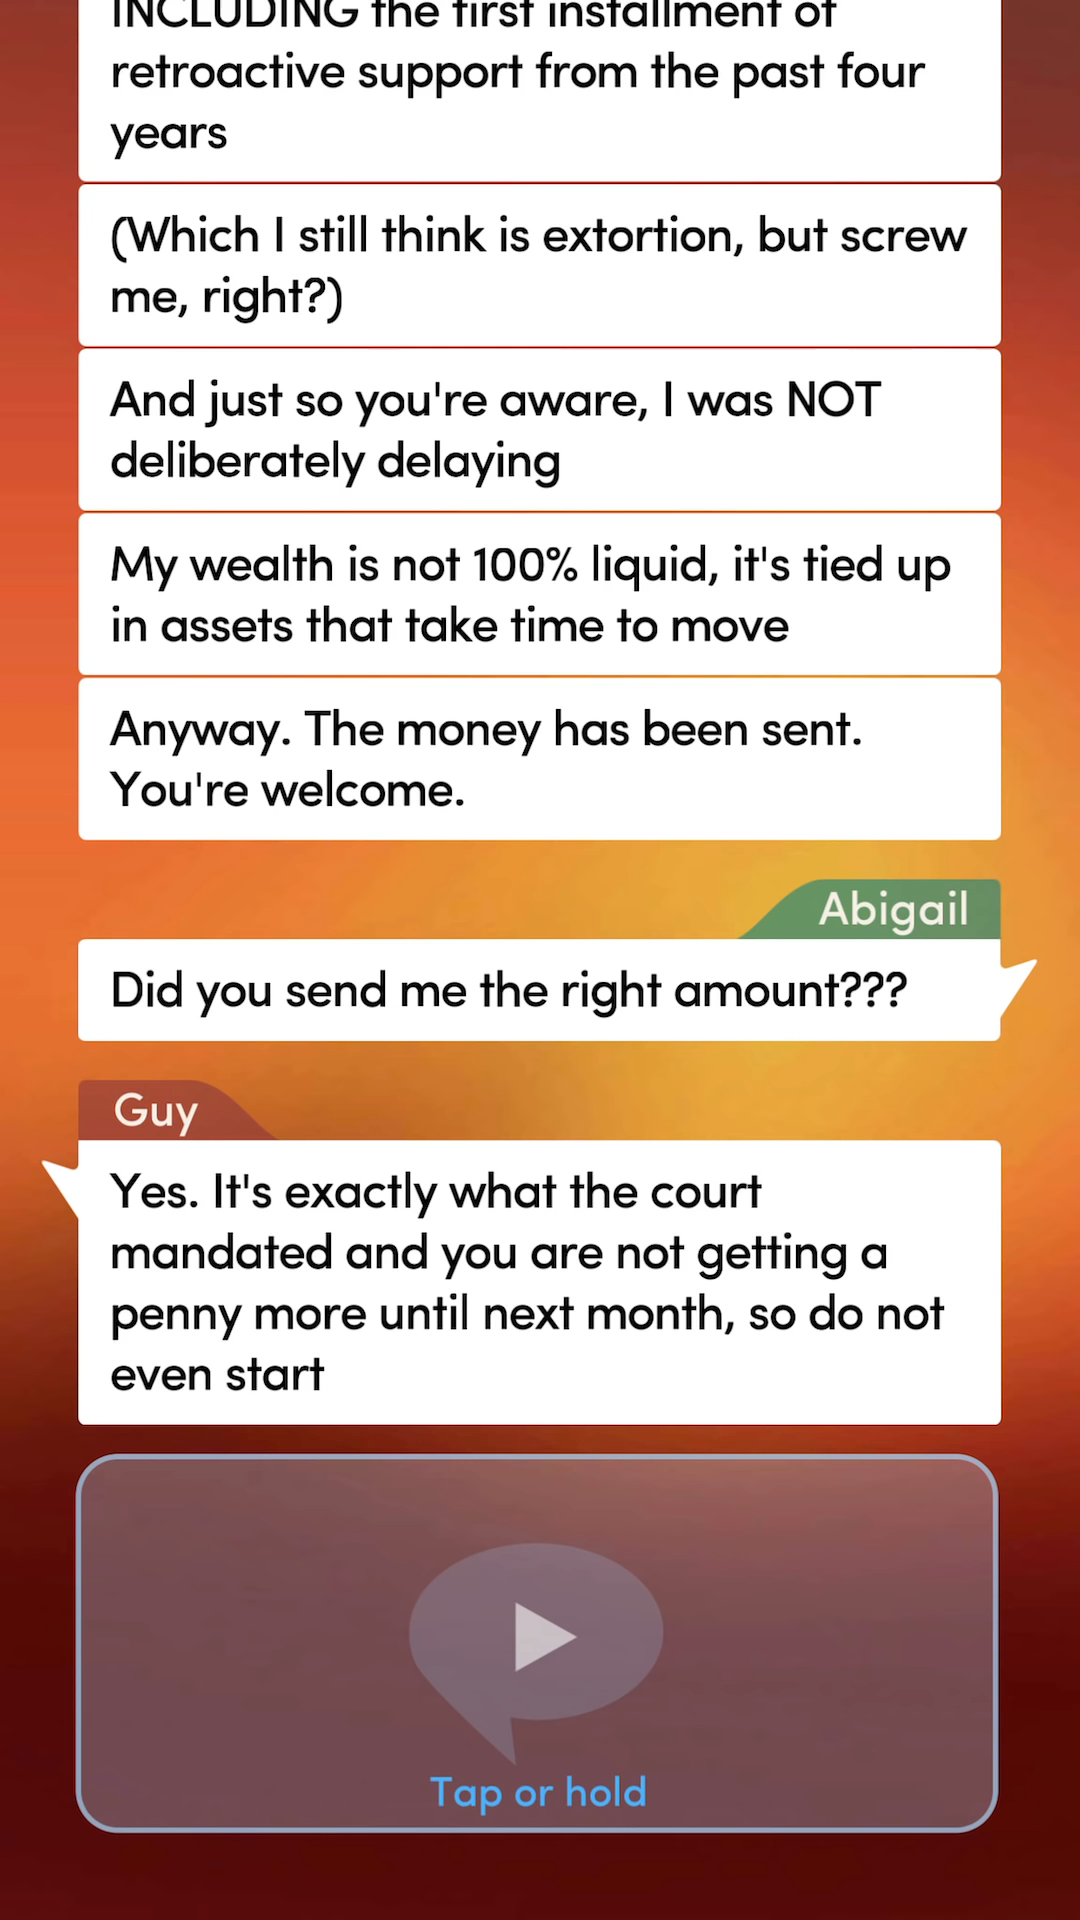 INCLUDING the first installment of
retroactive support from the past four
years
(Which I still think is extortion, but screw
me, right?)
And just so you're aware, I was NOT
deliberately delaying
My wealth is not 100% liquid, it's tied up
in assets that take time to move
Anyway. The money has been sent.
You're welcome.
Abigail
Did you send me the right amount???
Guy
Yes. It's exactly what the court
mandated and you are not getting a
penny more until next month, so do not
even start
Tap or hold